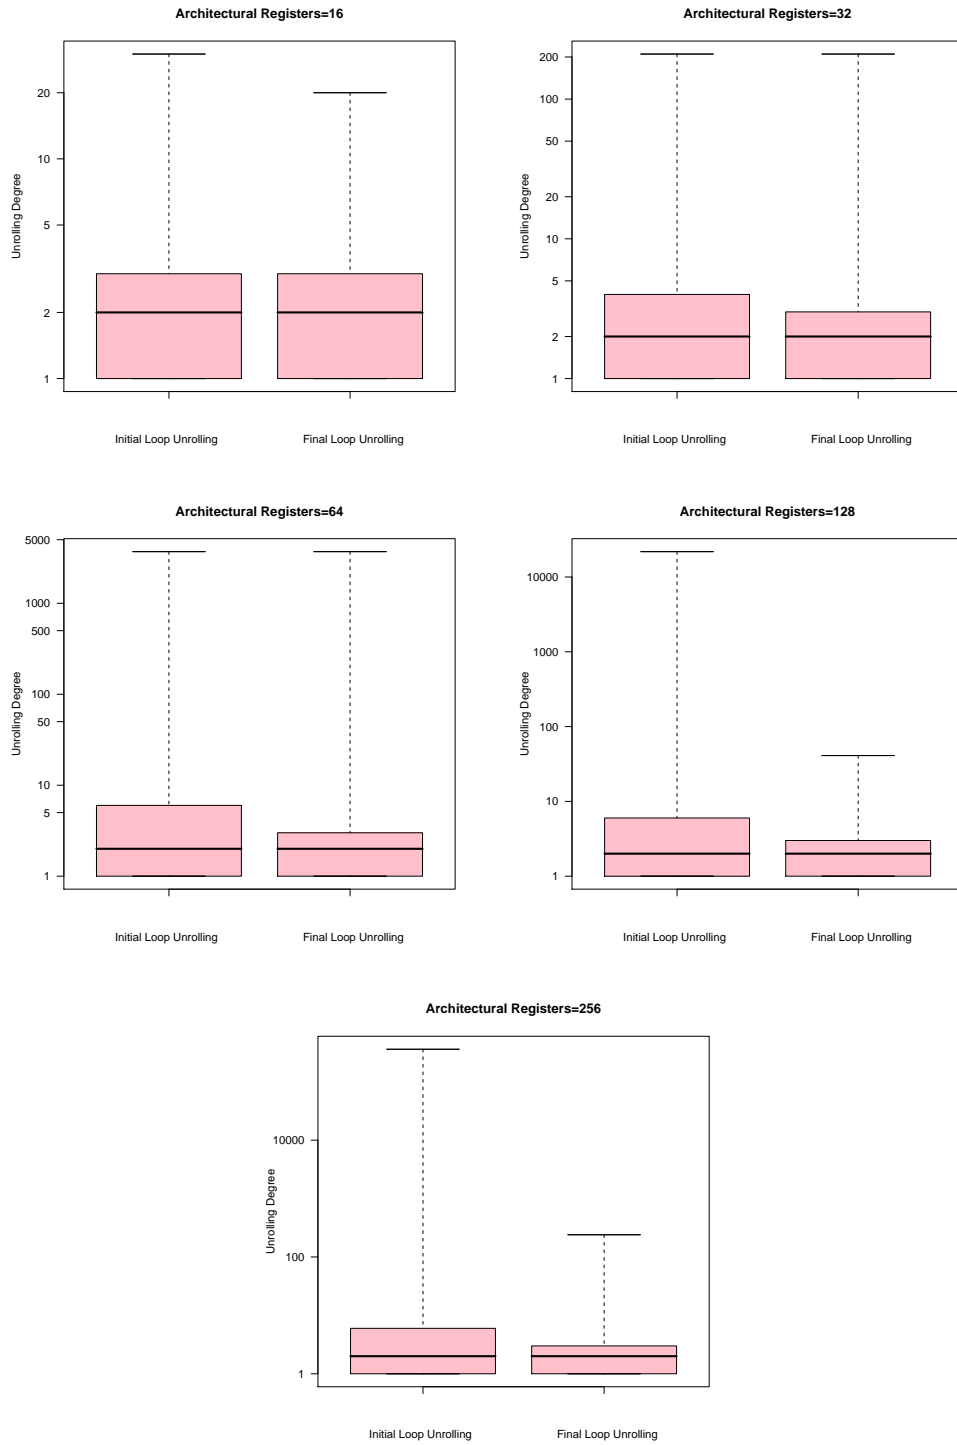 Architectural Registers=16
Unrolling Degree
20
10
5
2
1
Initial Loop Unrolling
Final Loop Unrolling
Architectural Registers=32
Unrolling Degree
200
100
50
20
10
5
2
1
Initial Loop Unrolling
Final Loop Unrolling
Architectural Registers=64
Unrolling Degree
5000
1000
500
100
50
10
5
1
Initial Loop Unrolling
Final Loop Unrolling
Architectural Registers=128
Unrolling Degree
10000
1000
100
10
1
Initial Loop Unrolling
Final Loop Unrolling
Architectural Registers=256
Unrolling Degree
10000
100
1
Initial Loop Unrolling
Final Loop Unrolling